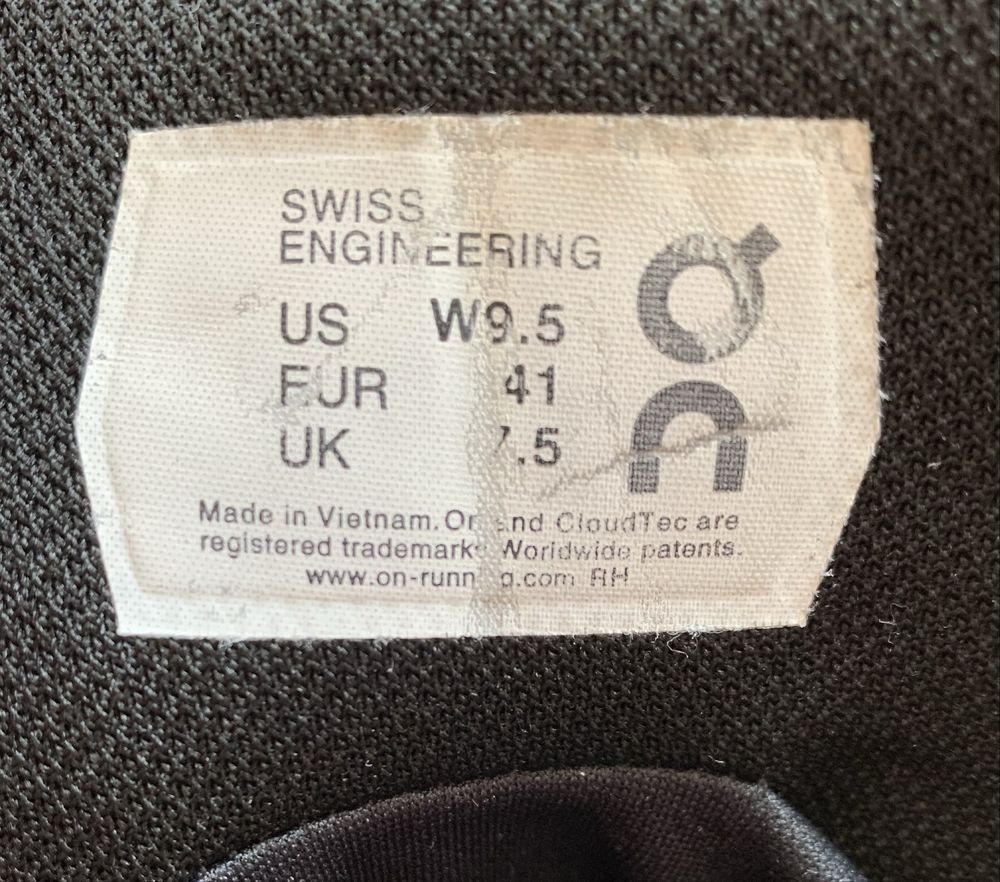 SWISS
ENGINEERING
US W9.5
EUR 41
UK 7.5
Made in Vietnam. On and CloudTec are
registered trademarks Worldwide patents.
www.on-running.com RH
On